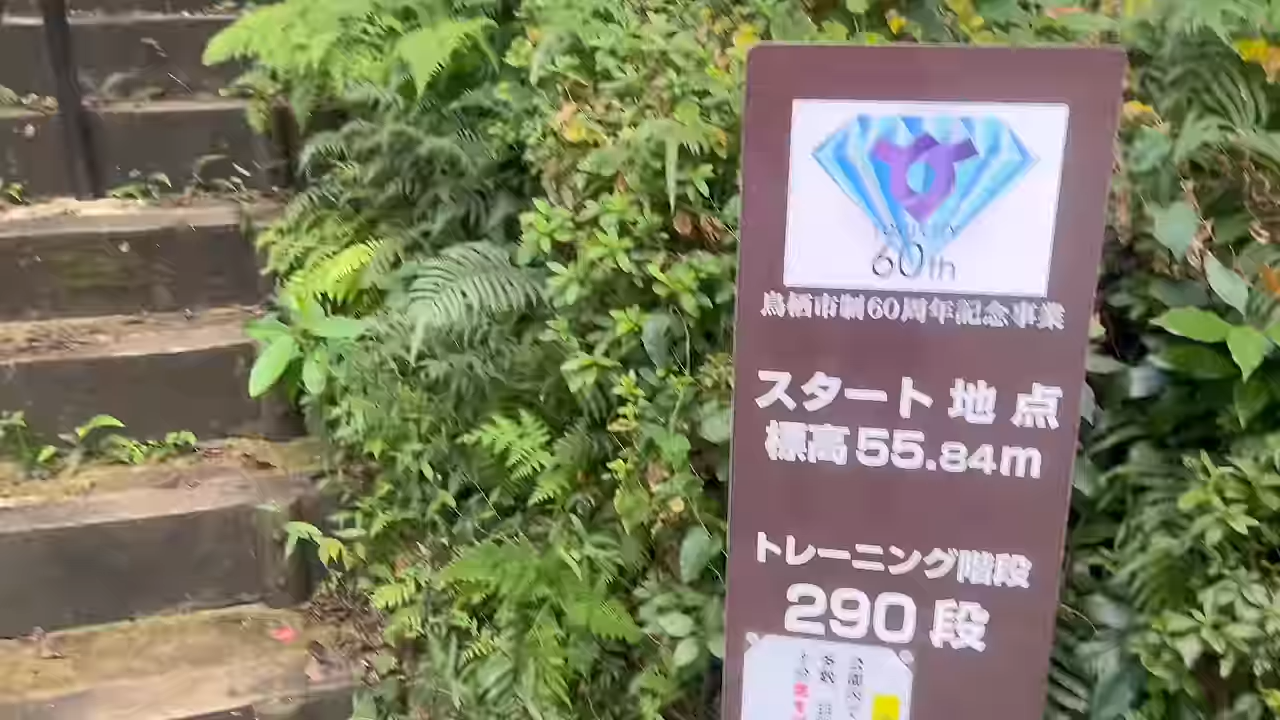 60th
鳥栖市制60周年記念事業
スタート地点
標高55.84m
トレーニング階段
290段